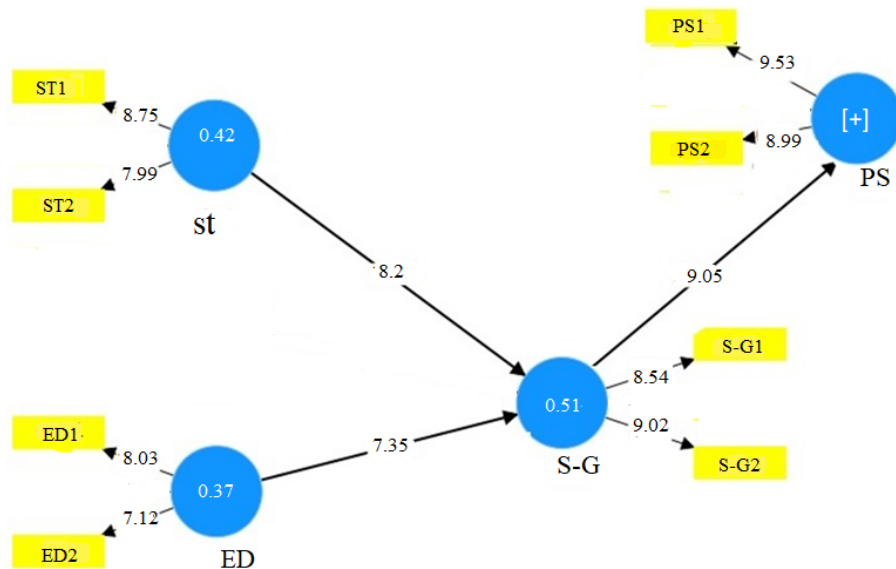 PS1
9.53
ST1
8.75
0.42
[+]
8.99
PS2
PS
7.99
ST2
st
8.2
9.05
S-G1
8.54
0.51
ED1
9.02
8.03
7.35
S-G
S-G2
0.37
7.12
ED2
ED